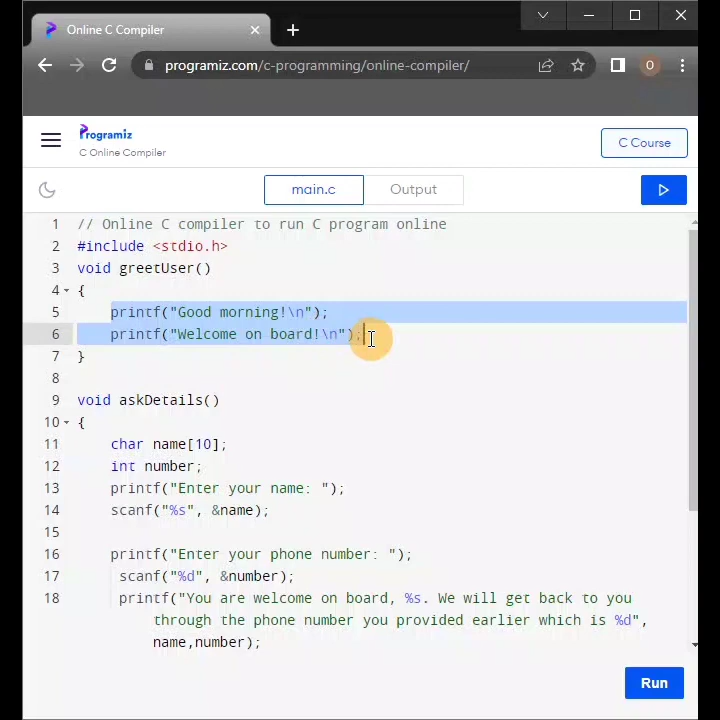 Online C Compiler
programiz.com/c-programming/online-compiler/
O
Programiz
C Online Compiler
C Course
main.c
Output
1 // Online C compiler to run C program online
2 #include <stdio.h>
3 void greetUser()
4 {
5 printf("Good morning!\n");
6 printf("Welcome on board!\n");
7 }
8
9 void askDetails()
10 {
11 char name[10];
12 int number;
13 printf("Enter your name: ");
14 scanf("%s", &name);
15
16 printf("Enter your phone number: ");
17 scanf("%d", &number);
18 printf("You are welcome on board, %s. We will get back to you
through the phone number you provided earlier which is %d",
name,number);
Run